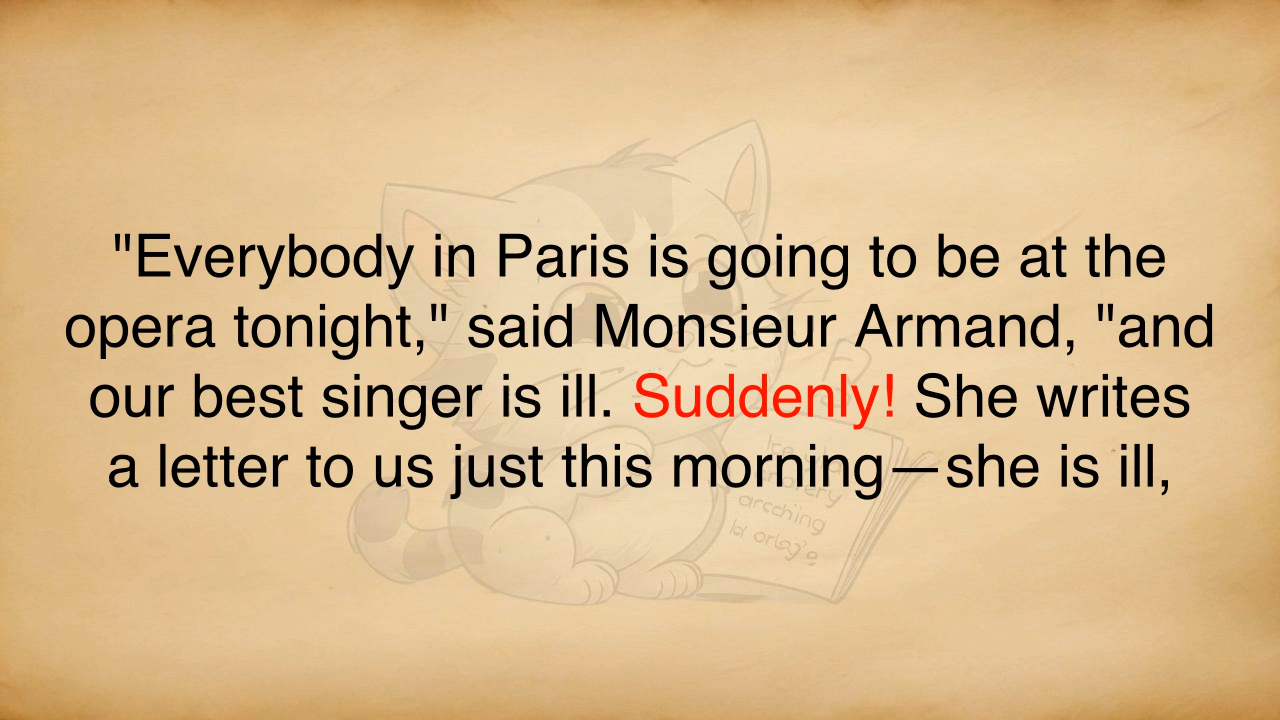 "Everybody in Paris is going to be at the
opera tonight," said Monsieur Armand, "and
our best singer is ill. Suddenly! She writes
a letter to us just this morning—she is ill,